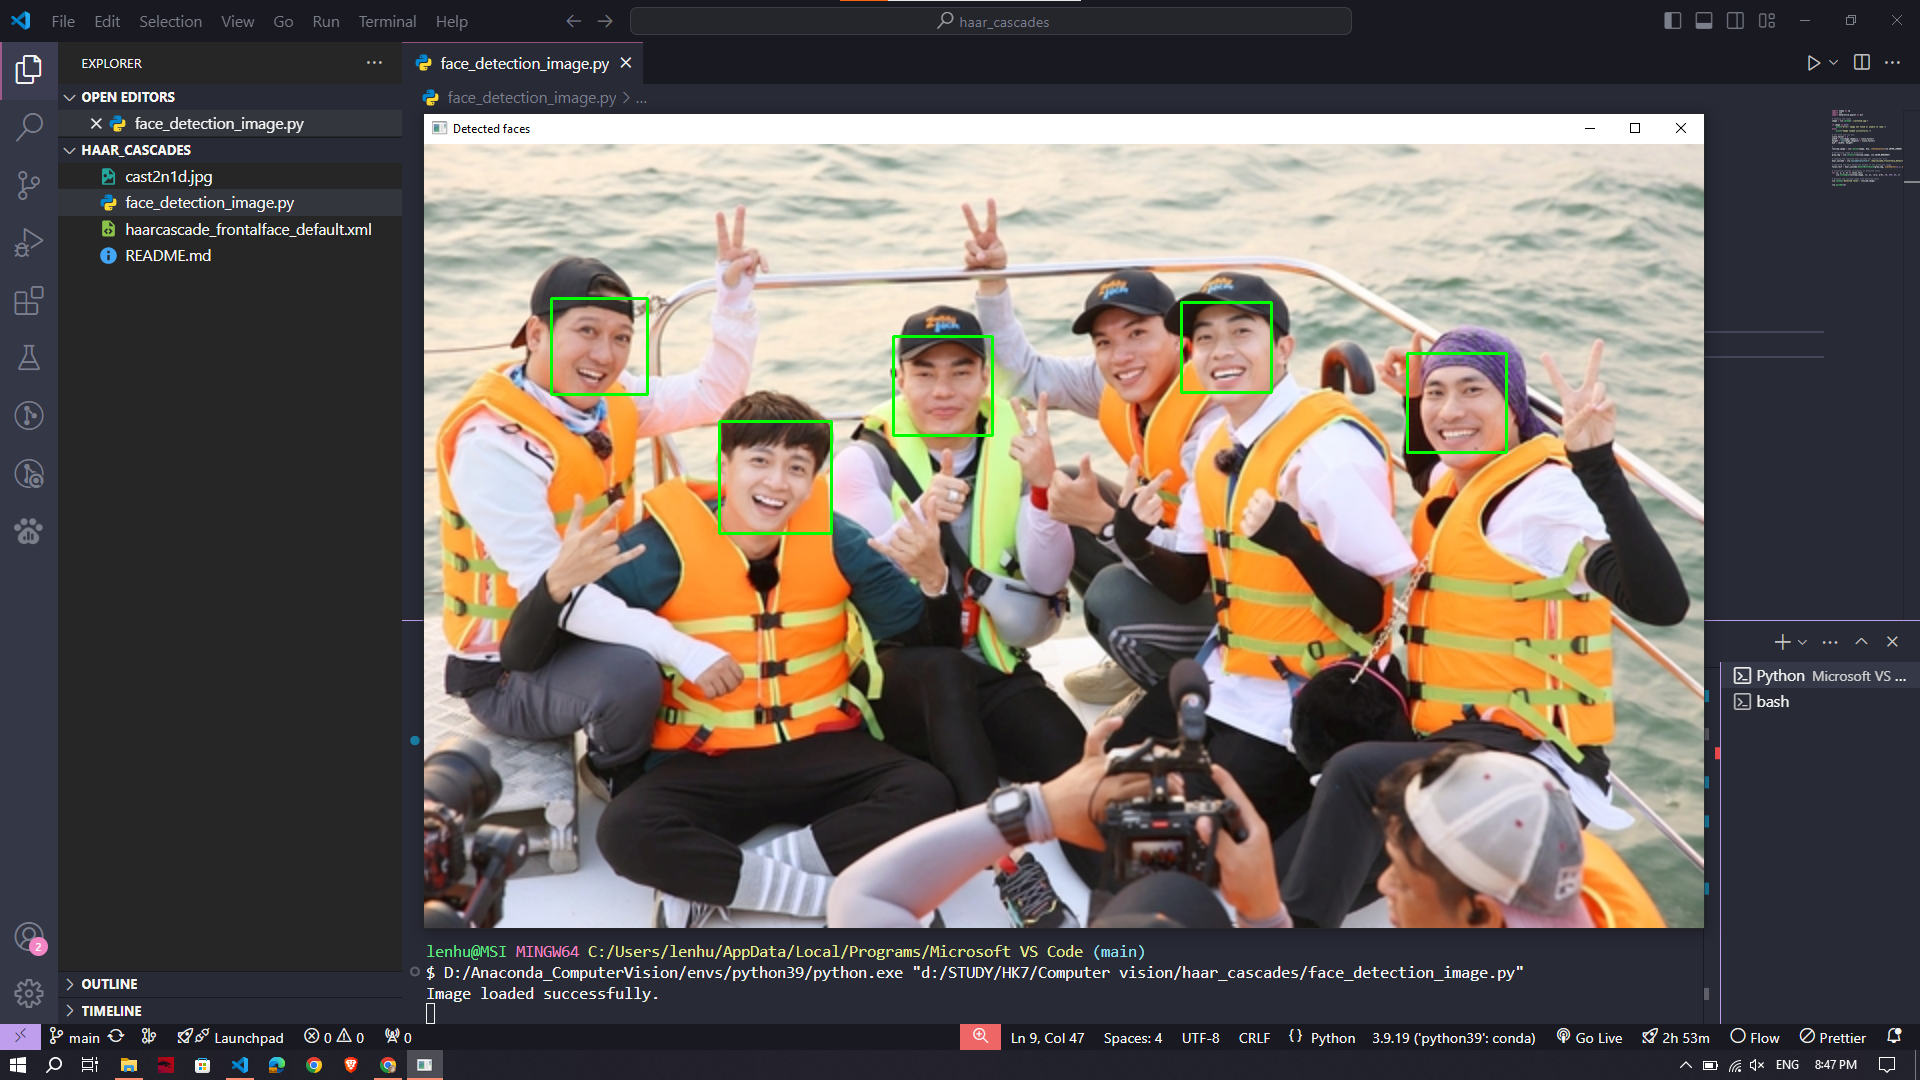 File Edit Selection View Go Run Terminal Help
haar_cascades
EXPLORER
face_detection_image.py
OPEN EDITORS
face_detection_image.py
face_detection_image.py > ...
HAAR_CASCADES
cast2n1d.jpg
face_detection_image.py
haarcascade_frontalface_default.xml
README.md
Detected faces
Python Microsoft VS ...
bash
2
lenhu@MSI MINGW64 C:/Users/lenhu/AppData/Local/Programs/Microsoft VS Code (main)
$ D:/Anaconda_ComputerVision/envs/python39/python.exe "d:/STUDY/HK7/Computer vision/haar_cascades/face_detection_image.py"
Image loaded successfully.
OUTLINE
TIMELINE
main Launchpad 0 0 0 Ln 9, Col 47 Spaces: 4 UTF-8 CRLF {} Python 3.9.19 ('python39': conda) Go Live 2h 53m Flow Prettier
ENG 8:47 PM